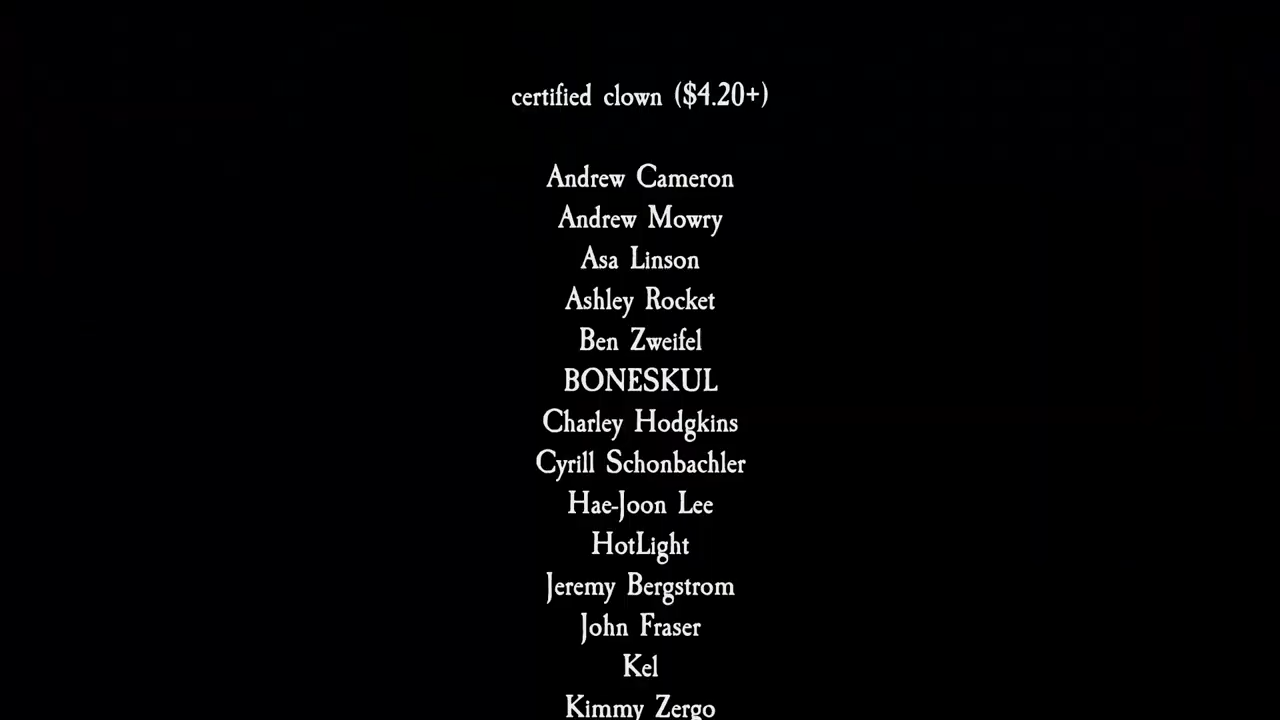 certified clown ($4.20+)
Andrew Cameron
Andrew Mowry
Asa Linson
Ashley Rocket
Ben Zweifel
BONESKUL
Charley Hodgkins
Cyrill Schonbachler
Hae-Joon Lee
HotLight
Jeremy Bergstrom
John Fraser
Kel
Kimmy Zergo